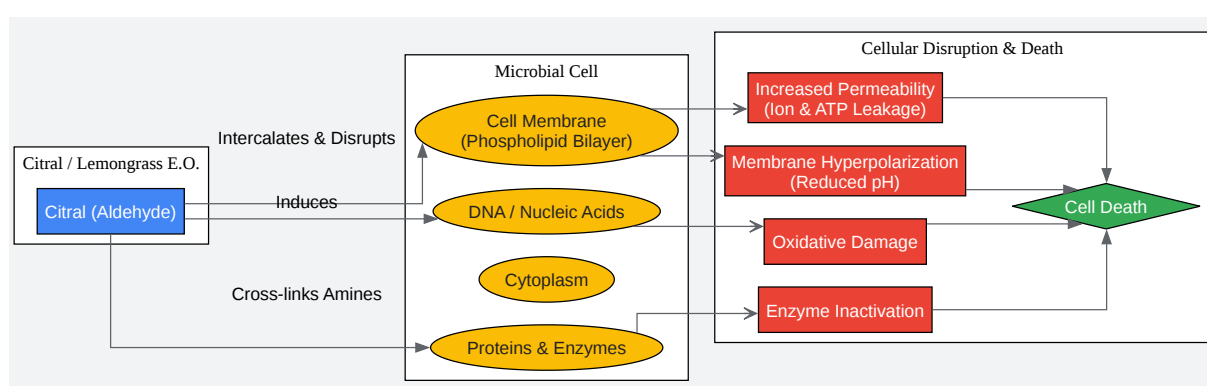 Citral / Lemongrass E.O.
Citral (Aldehyde)
Intercalates & Disrupts
Induces
Cross-links Amines
Microbial Cell
Cell Membrane
(Phospholipid Bilayer)
DNA / Nucleic Acids
Cytoplasm
Proteins & Enzymes
Cellular Disruption & Death
Increased Permeability
(Ion & ATP Leakage)
Membrane Hyperpolarization
(Reduced pH)
Oxidative Damage
Enzyme Inactivation
Cell Death